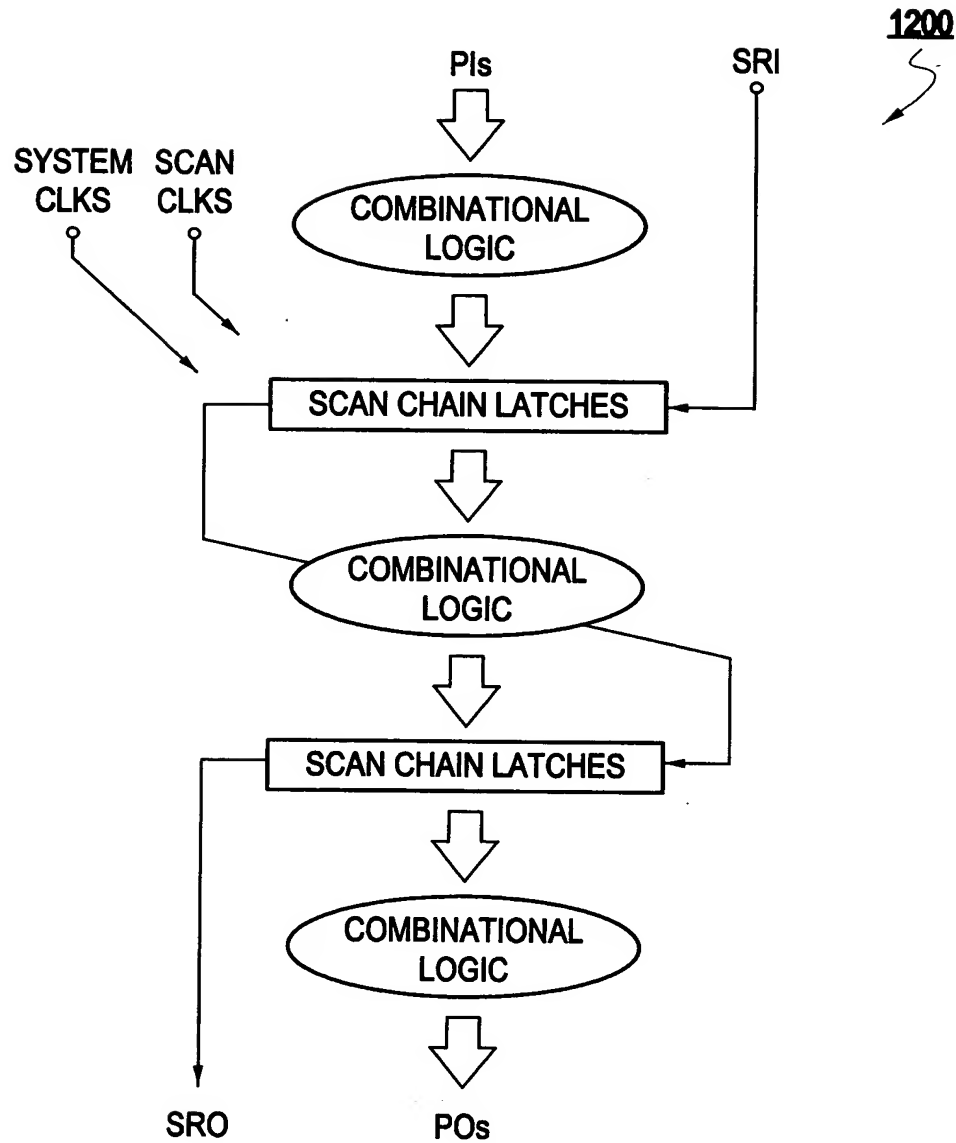 1200
PIs
SRI
SYSTEM
CLKS
SCAN
CLKS
COMBINATIONAL
LOGIC
SCAN CHAIN LATCHES
COMBINATIONAL
LOGIC
SCAN CHAIN LATCHES
COMBINATIONAL
LOGIC
SRO
POs